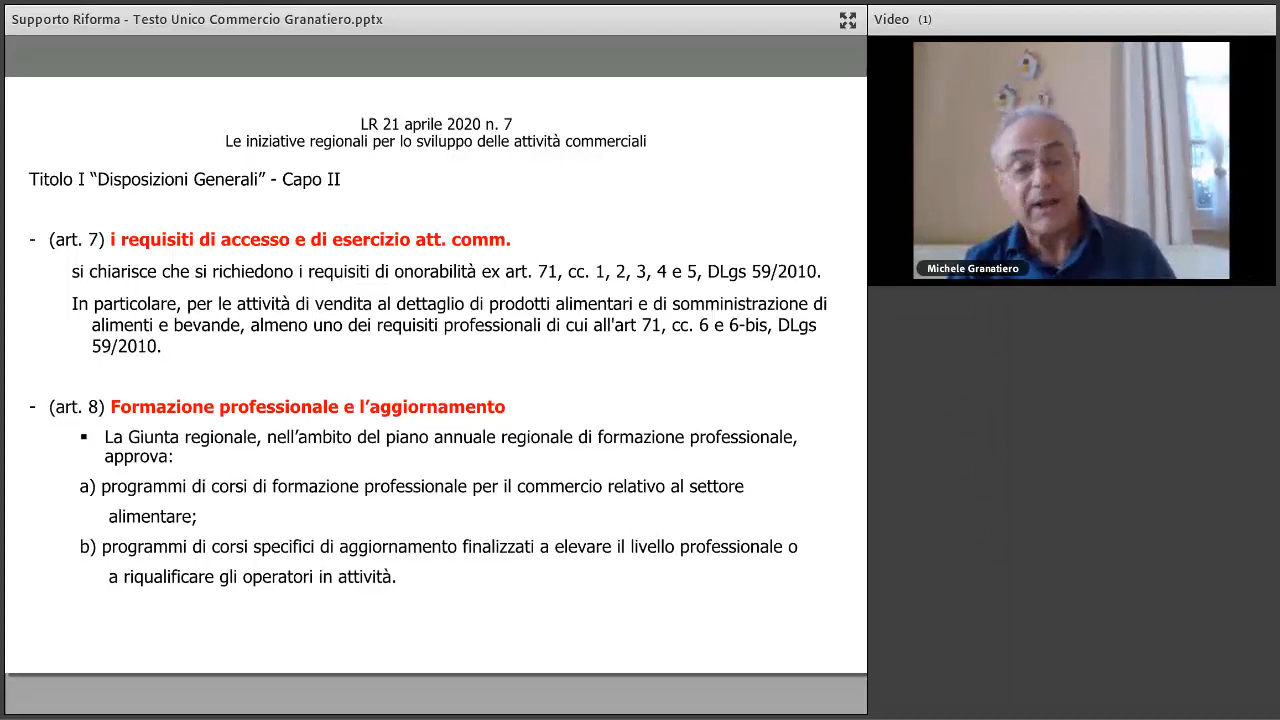 Supporto Riforma - Testo Unico Commercio Granatiero.pptx
Video (1)
LR 21 aprile 2020 n. 7
Le iniziative regionali per lo sviluppo delle attività commerciali
Titolo I “Disposizioni Generali” - Capo II
- (art. 7) i requisiti di accesso e di esercizio att. comm.
si chiarisce che si richiedono i requisiti di onorabilità ex art. 71, cc. 1, 2, 3, 4 e 5, DLgs 59/2010.
In particolare, per le attività di vendita al dettaglio di prodotti alimentari e di somministrazione di
alimenti e bevande, almeno uno dei requisiti professionali di cui all'art 71, cc. 6 e 6-bis, DLgs
59/2010.
- (art. 8) Formazione professionale e l’aggiornamento
▪ La Giunta regionale, nell’ambito del piano annuale regionale di formazione professionale,
approva:
a) programmi di corsi di formazione professionale per il commercio relativo al settore
alimentare;
b) programmi di corsi specifici di aggiornamento finalizzati a elevare il livello professionale o
a riqualificare gli operatori in attività.
Michele Granatiero